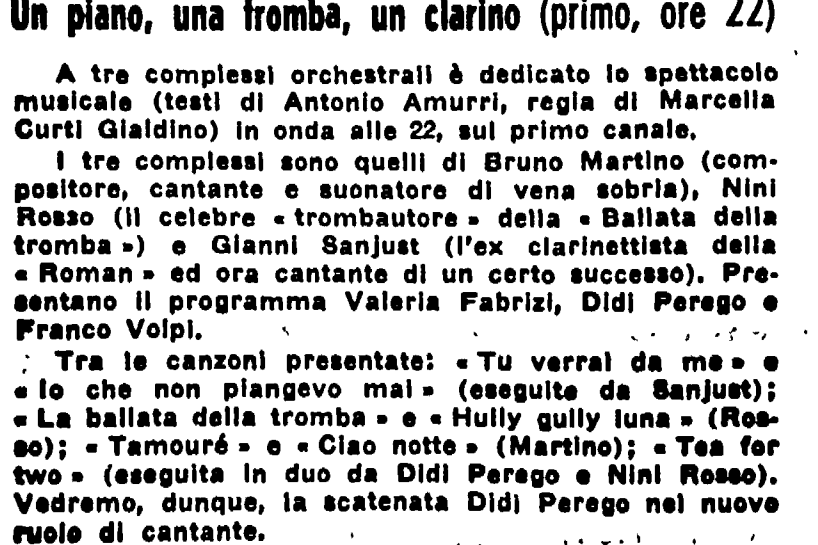 Un piano, una tromba, un clarino (primo, ore 22)
A tre complessi orchestrali è dedicato lo spettacolo
musicale (testi di Antonio Amurri, regia di Marcella
Curti Gialdino) in onda alle 22, sul primo canale.
I tre complessi sono quelli di Bruno Martino (com-
positore, cantante e suonatore di vena sobria), Nini
Rosso (il celebre « trombautore » della « Ballata della
tromba ») e Gianni Sanjust (l'ex clarinettista della
« Roman » ed ora cantante di un certo successo). Pre-
sentano il programma Valeria Fabrizi, Didi Perego e
Franco Volpi.
Tra le canzoni presentate: « Tu verrai da me » e
« Io che non piangevo mai » (eseguite da Sanjust);
« La ballata della tromba » e « Hully gully luna » (Ros-
so); « Tamouré » e « Ciao notte » (Martino); « Tea for
two » (eseguita in duo da Didi Perego e Nini Rosso).
Vedremo, dunque, la scatenata Didi Perego nel nuovo
ruolo di cantante.